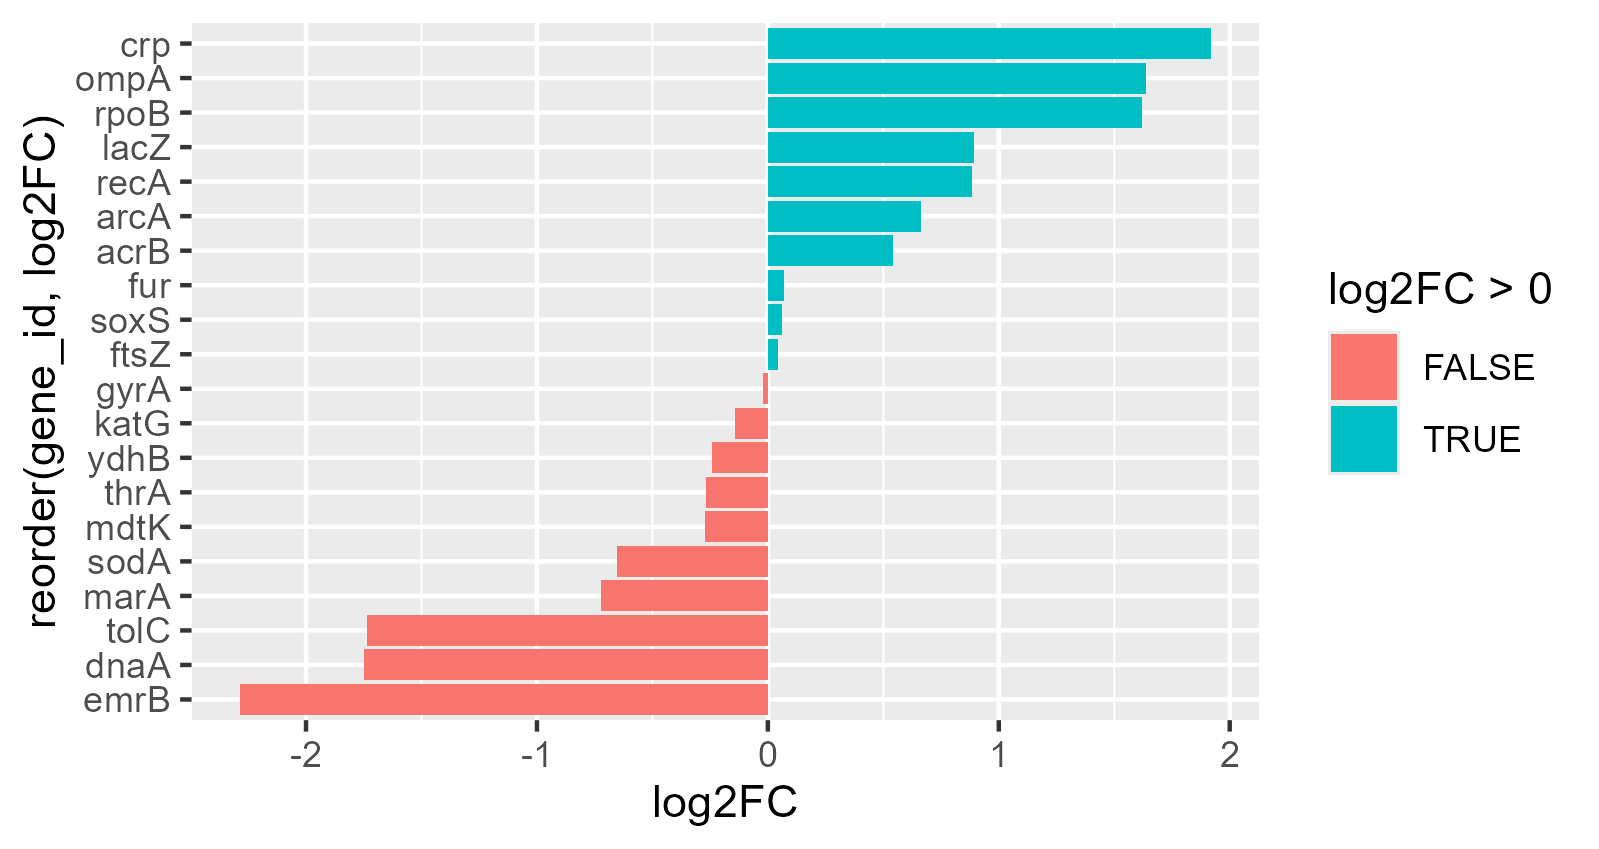 crp
ompA
rpoB
lacZ
recA
arcA
acrB
fur
soxS
ftsZ
gyrA
katG
ydhB
thrA
mdtK
sodA
marA
tolC
dnaA
emrB
reorder(gene_id, log2FC)
-2 -1 0 1 2
log2FC
log2FC > 0
FALSE
TRUE